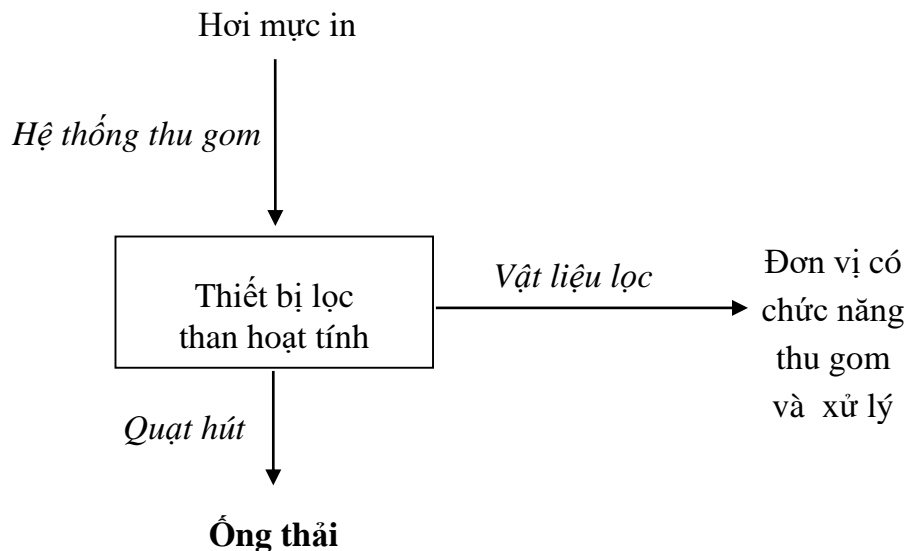 Hơi mực in
Hệ thống thu gom
Thiết bị lọc
than hoạt tính
Vật liệu lọc
Đơn vị có
chức năng
thu gom
và xử lý
Quạt hút
Ống thải